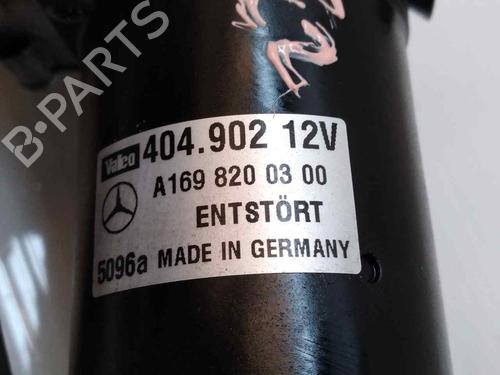 B-PARTS
Valeo 404.902 12V
A169 820 03 00
ENTSTÖRT
5096a MADE IN GERMANY